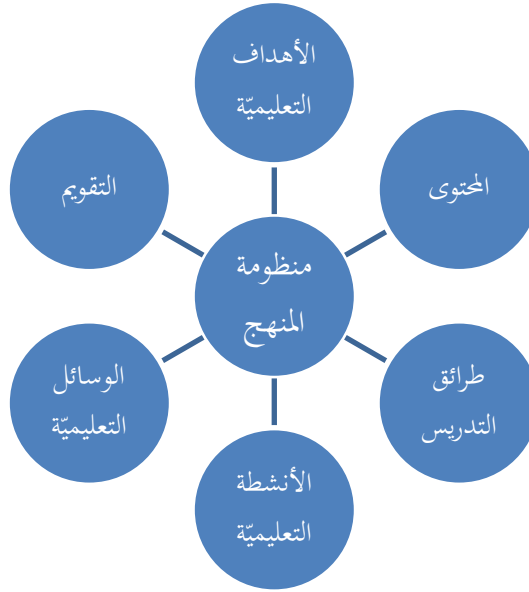 الأهداف
التعليميّة
المحتوى
طرائق
التدريس
الأنشطة
التعليميّة
الوسائل
التعليميّة
التقويم
منظومة
المنهج